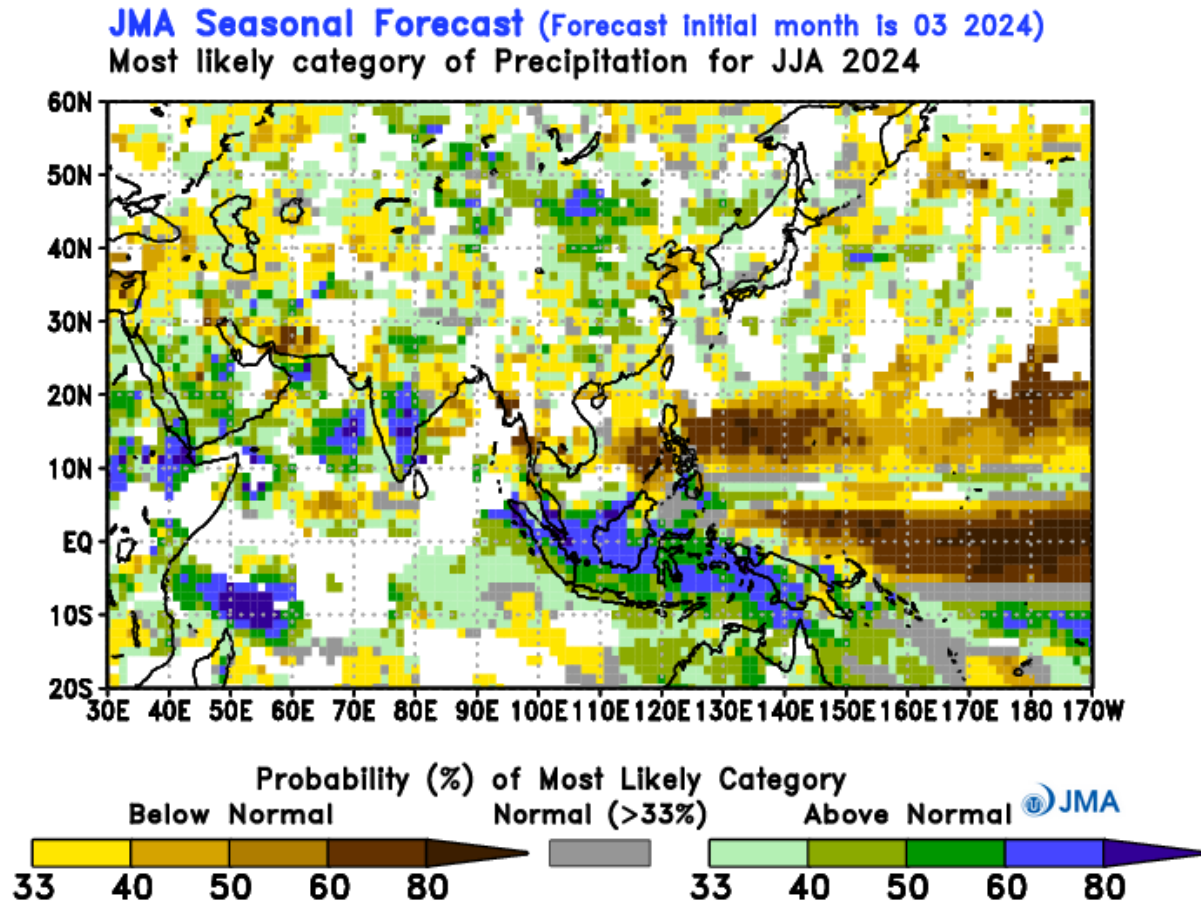 JMA Seasonal Forecast (Forecast initial month is 03 2024)
Most likely category of Precipitation for JJA 2024
60N
50N
40N
30N
20N
10N
EQ
10S
20S
30E 40E 50E 60E 70E 80E 90E 100E 110E 120E 130E 140E 150E 160E 170E 180 170W
Probability (%) of Most Likely Category
Below Normal Normal (>33%) Above Normal JMA
33 40 50 60 80 33 40 50 60 80